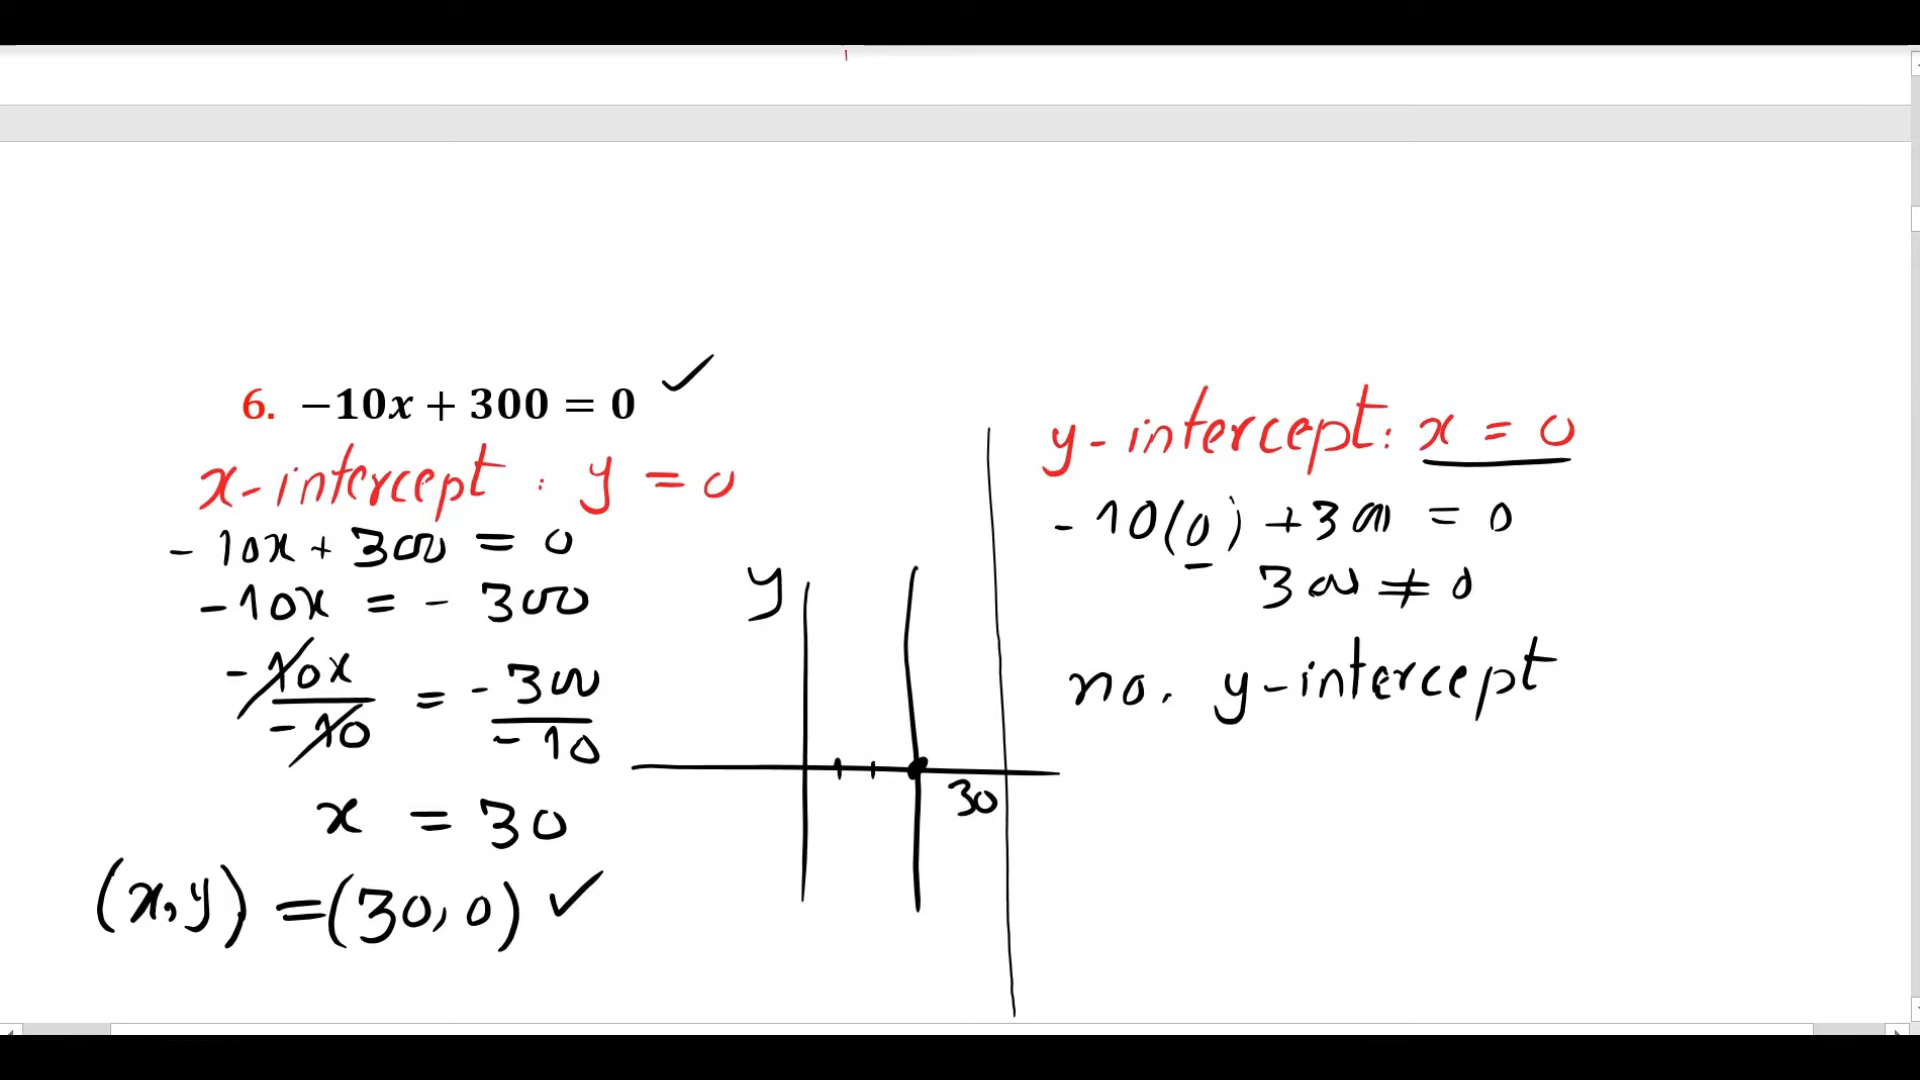 6. −10x + 300 = 0 ✓
x-intercept : y = 0
- 10x + 300 = 0
-10x = - 300
-10x/-10 = -300/-10
x = 30
(x,y) = (30, 0) ✓
y
30
y-intercept: x = 0
- 10(0) + 300 = 0
300 ≠ 0
no. y-intercept